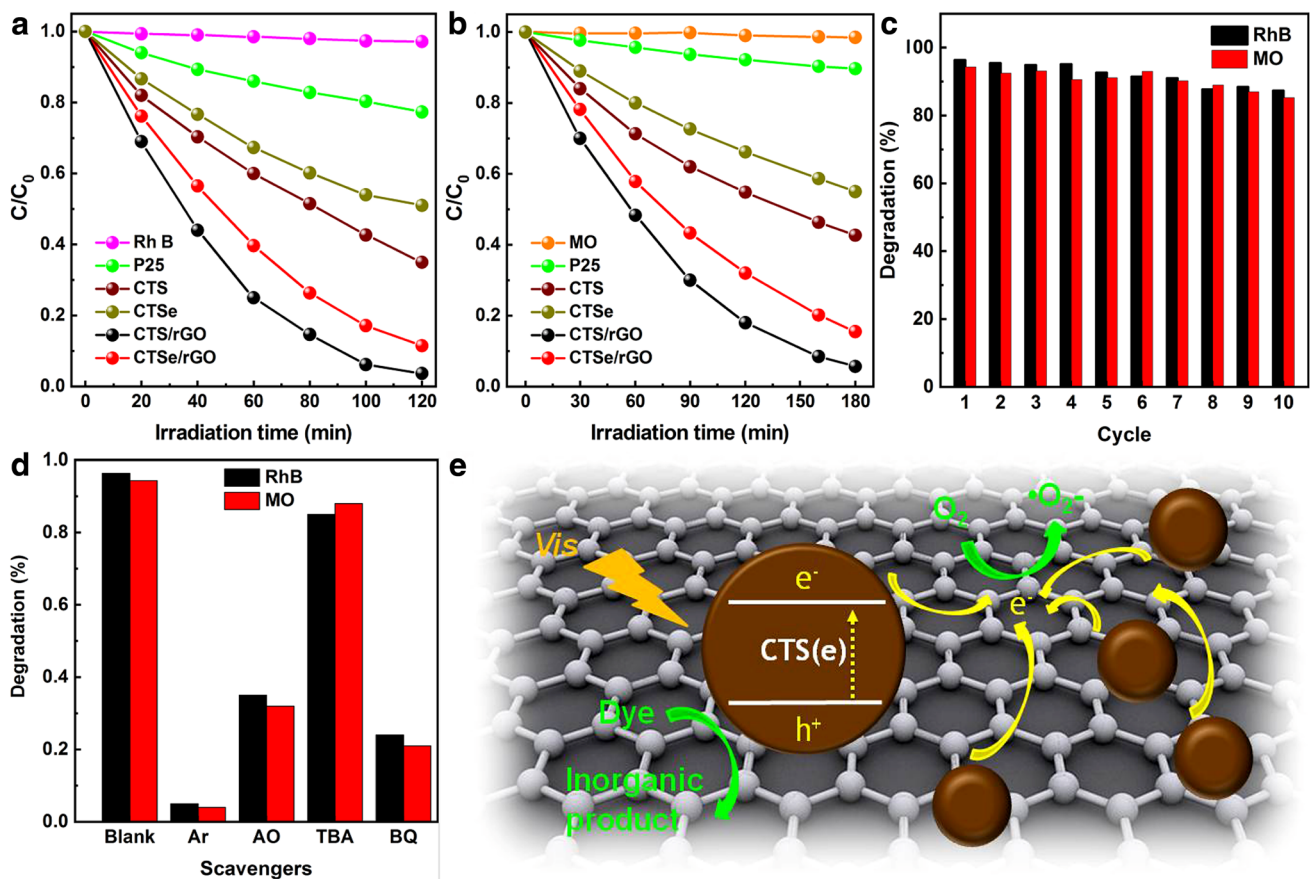 a
1.0
0.8
0.6
0.4
0.2
0.0
C/C0
Rh B
P25
CTS
CTSe
CTS/rGO
CTSe/rGO
0 20 40 60 80 100 120
Irradiation time (min)
b
1.0
0.8
0.6
0.4
0.2
0.0
C/C0
MO
P25
CTS
CTSe
CTS/rGO
CTSe/rGO
0 30 60 90 120 150 180
Irradiation time (min)
c
RhB
MO
100
80
60
40
20
0
Degradation (%)
1 2 3 4 5 6 7 8 9 10
Cycle
d
RhB
MO
1.0
0.8
0.6
0.4
0.2
0.0
Degradation (%)
Blank Ar AO TBA BQ
Scavengers
e
Vis
O2 •O2-
e-
CTS(e)
h+
e-
Dye
Inorganic
product